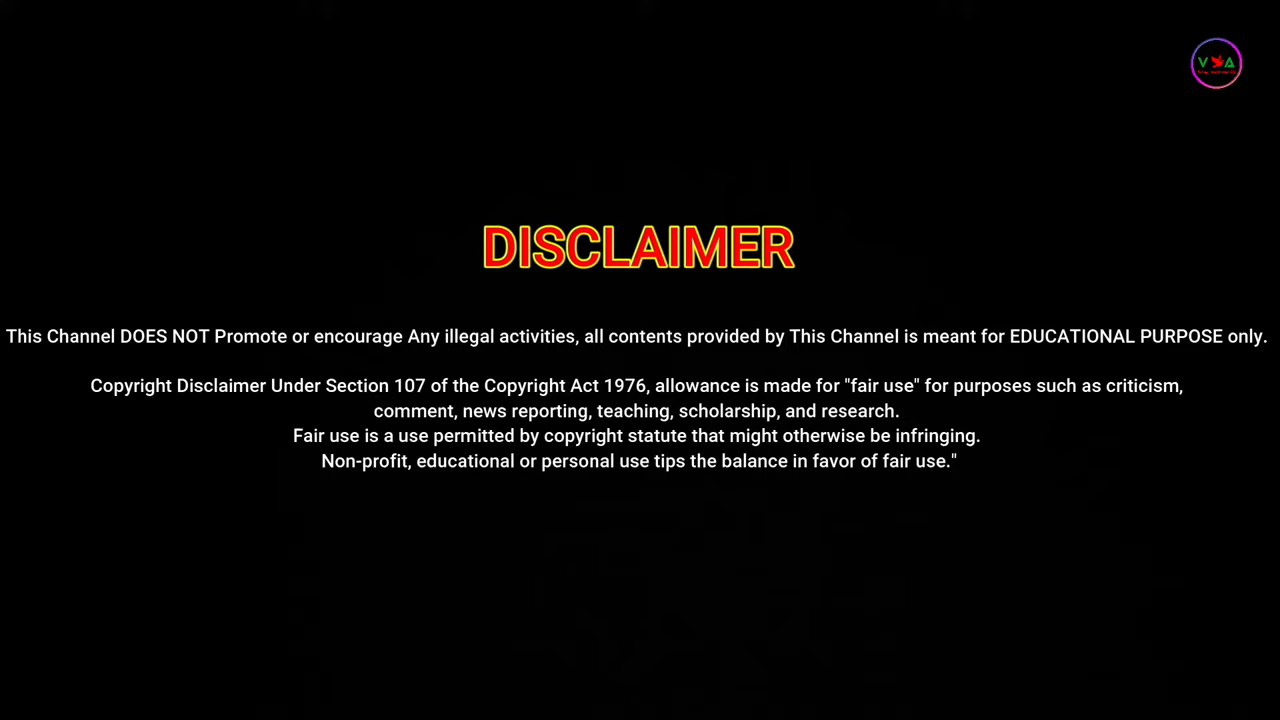 V A
DISCLAIMER
This Channel DOES NOT Promote or encourage Any illegal activities, all contents provided by This Channel is meant for EDUCATIONAL PURPOSE only.
Copyright Disclaimer Under Section 107 of the Copyright Act 1976, allowance is made for "fair use" for purposes such as criticism,
comment, news reporting, teaching, scholarship, and research.
Fair use is a use permitted by copyright statute that might otherwise be infringing.
Non-profit, educational or personal use tips the balance in favor of fair use."